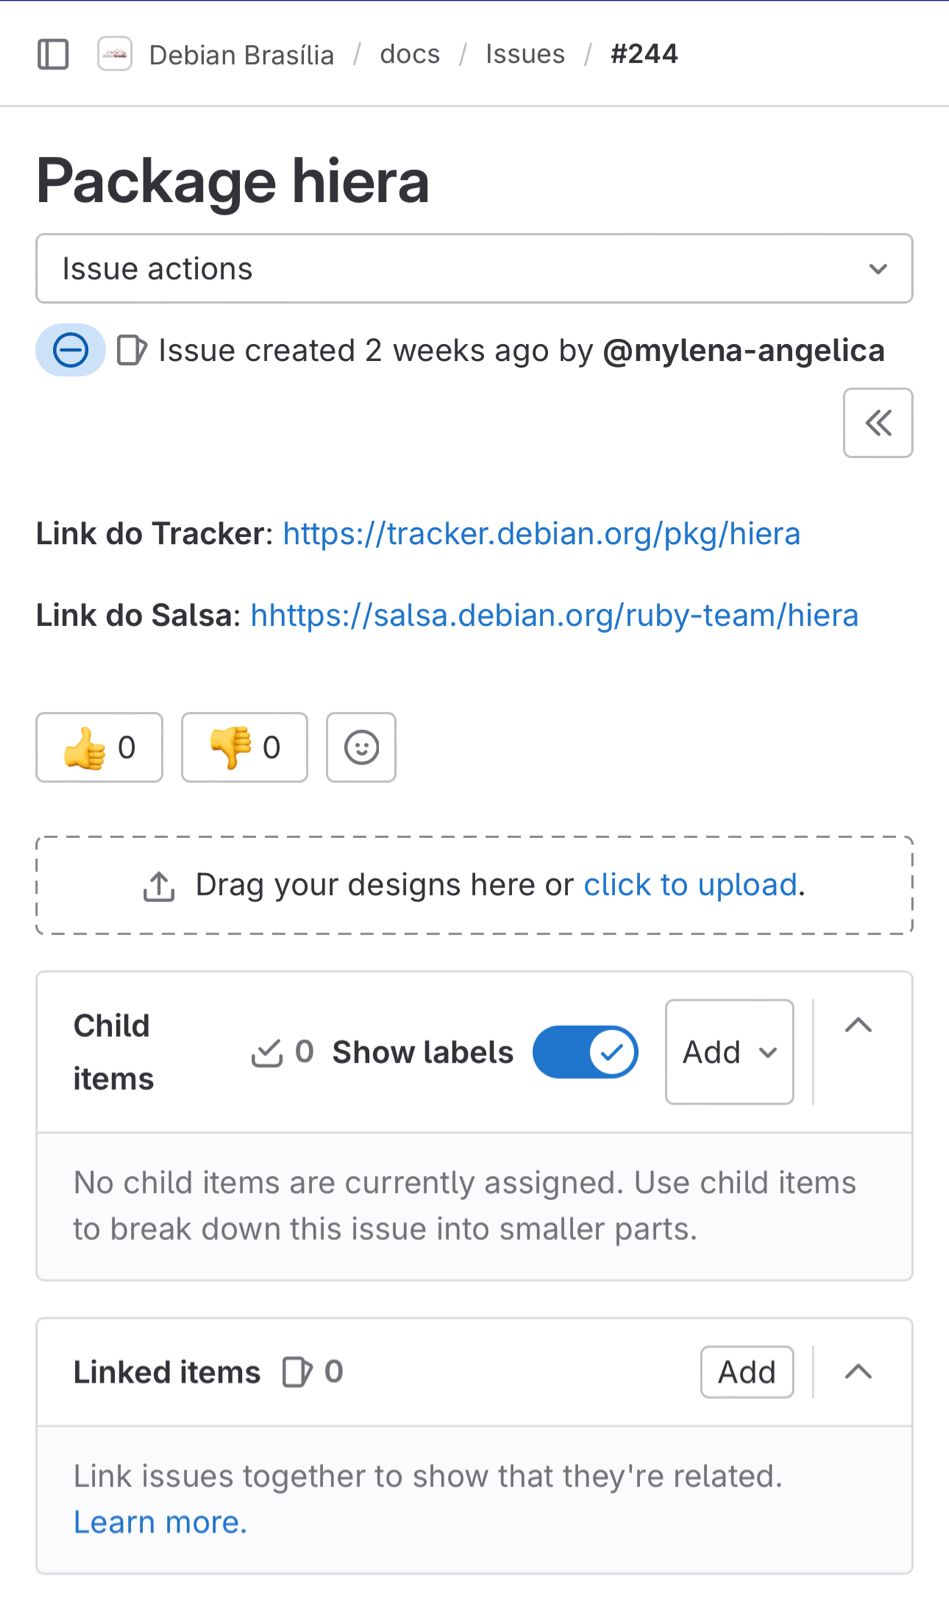 Debian Brasília / docs / Issues / #244
Package hiera
Issue actions
Issue created 2 weeks ago by @mylena-angelica
Link do Tracker: https://tracker.debian.org/pkg/hiera
Link do Salsa: hhttps://salsa.debian.org/ruby-team/hiera
👍 0 👎 0
Drag your designs here or click to upload.
Child items 0 Show labels Add
No child items are currently assigned. Use child items
to break down this issue into smaller parts.
Linked items 0 Add
Link issues together to show that they're related.
Learn more.